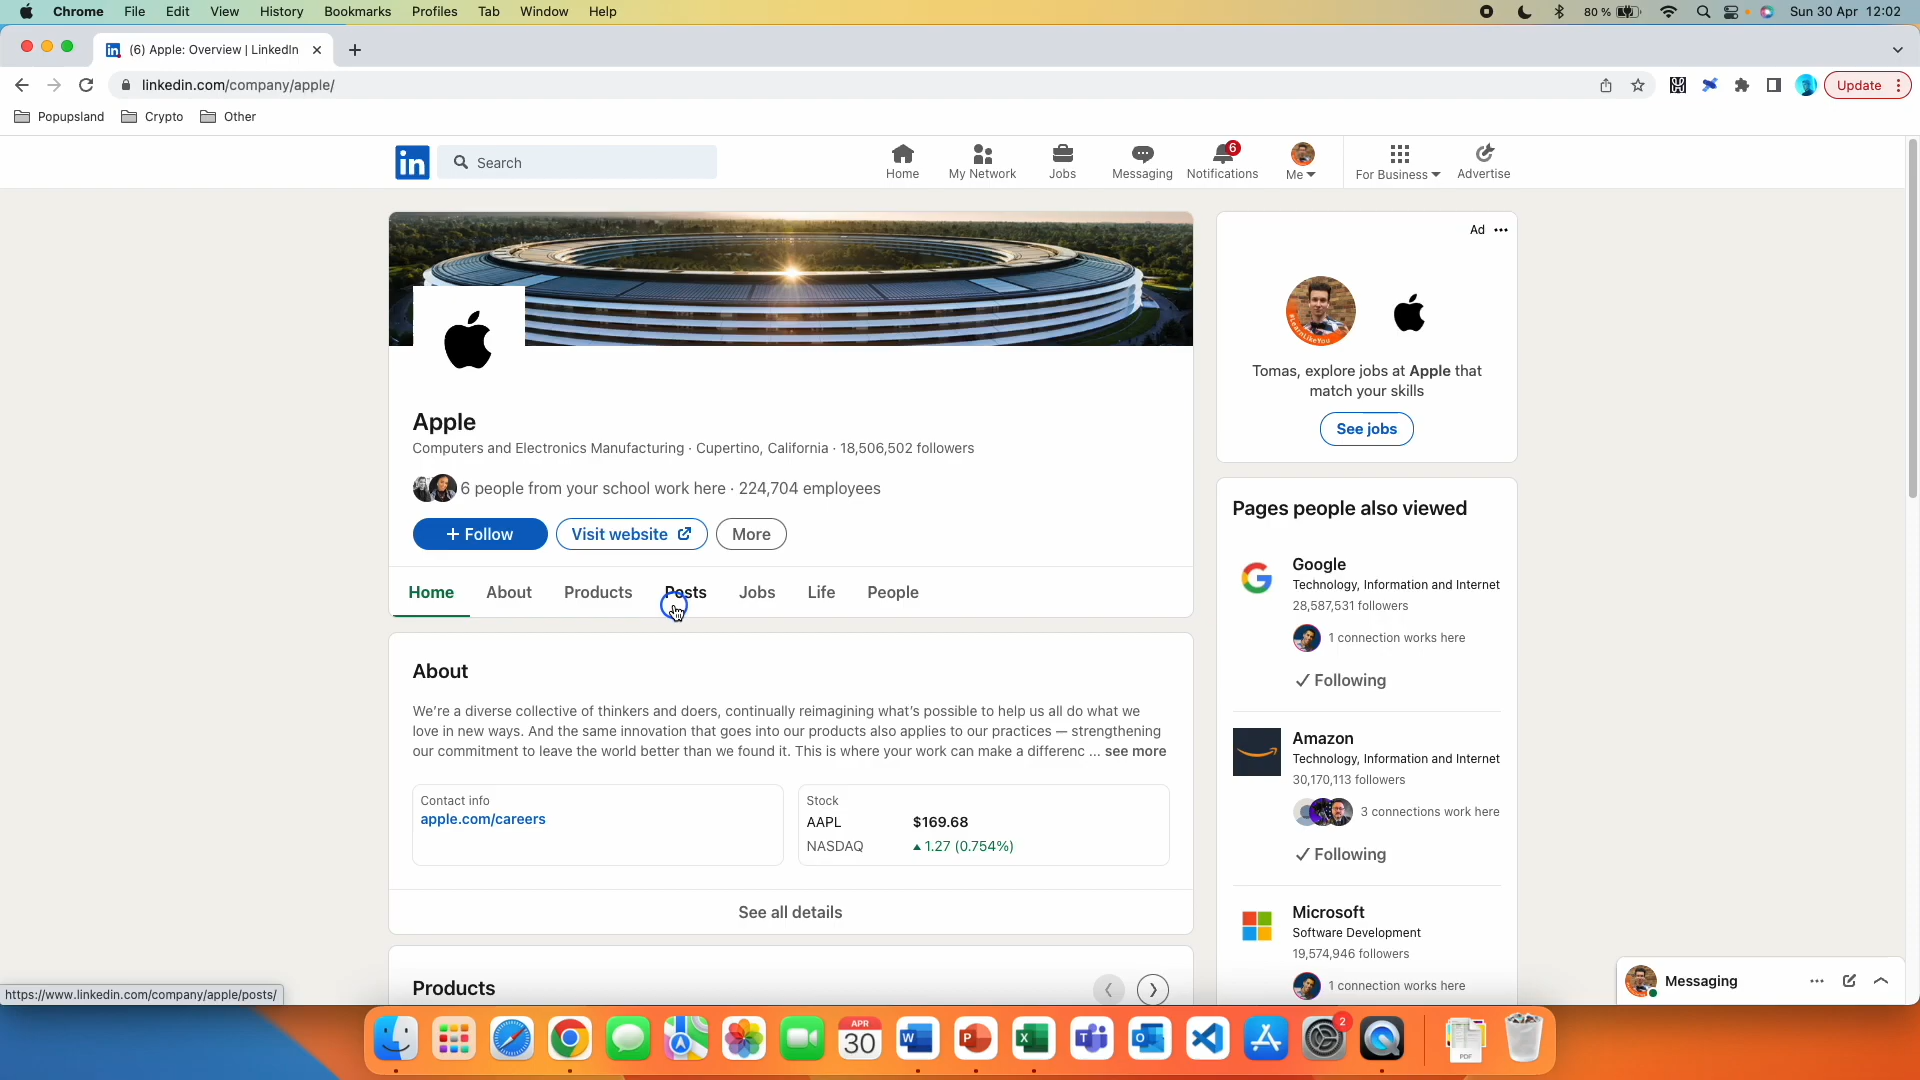 Chrome File Edit View History Bookmarks Profiles Tab Window Help
80 % Sun 30 Apr 12:02
(6) Apple: Overview | LinkedIn
linkedin.com/company/apple/
Update
Popupsland Crypto Other
in Search
Home My Network Jobs Messaging 6 Notifications Me For Business Advertise
Ad
Tomas, explore jobs at Apple that
match your skills
See jobs
Apple
Computers and Electronics Manufacturing · Cupertino, California · 18,506,502 followers
6 people from your school work here · 224,704 employees
+ Follow Visit website More
Home About Products Posts Jobs Life People
About
We're a diverse collective of thinkers and doers, continually reimagining what's possible to help us all do what we
love in new ways. And the same innovation that goes into our products also applies to our practices — strengthening
our commitment to leave the world better than we found it. This is where your work can make a differenc ... see more
Contact info
apple.com/careers
Stock
AAPL $169.68
NASDAQ 1.27 (0.754%)
See all details
Products
Pages people also viewed
Google
Technology, Information and Internet
28,587,531 followers
1 connection works here
Following
Amazon
Technology, Information and Internet
30,170,113 followers
3 connections work here
Following
Microsoft
Software Development
19,574,946 followers
1 connection works here
Messaging
https://www.linkedin.com/company/apple/posts/
APR
30
2
PDF